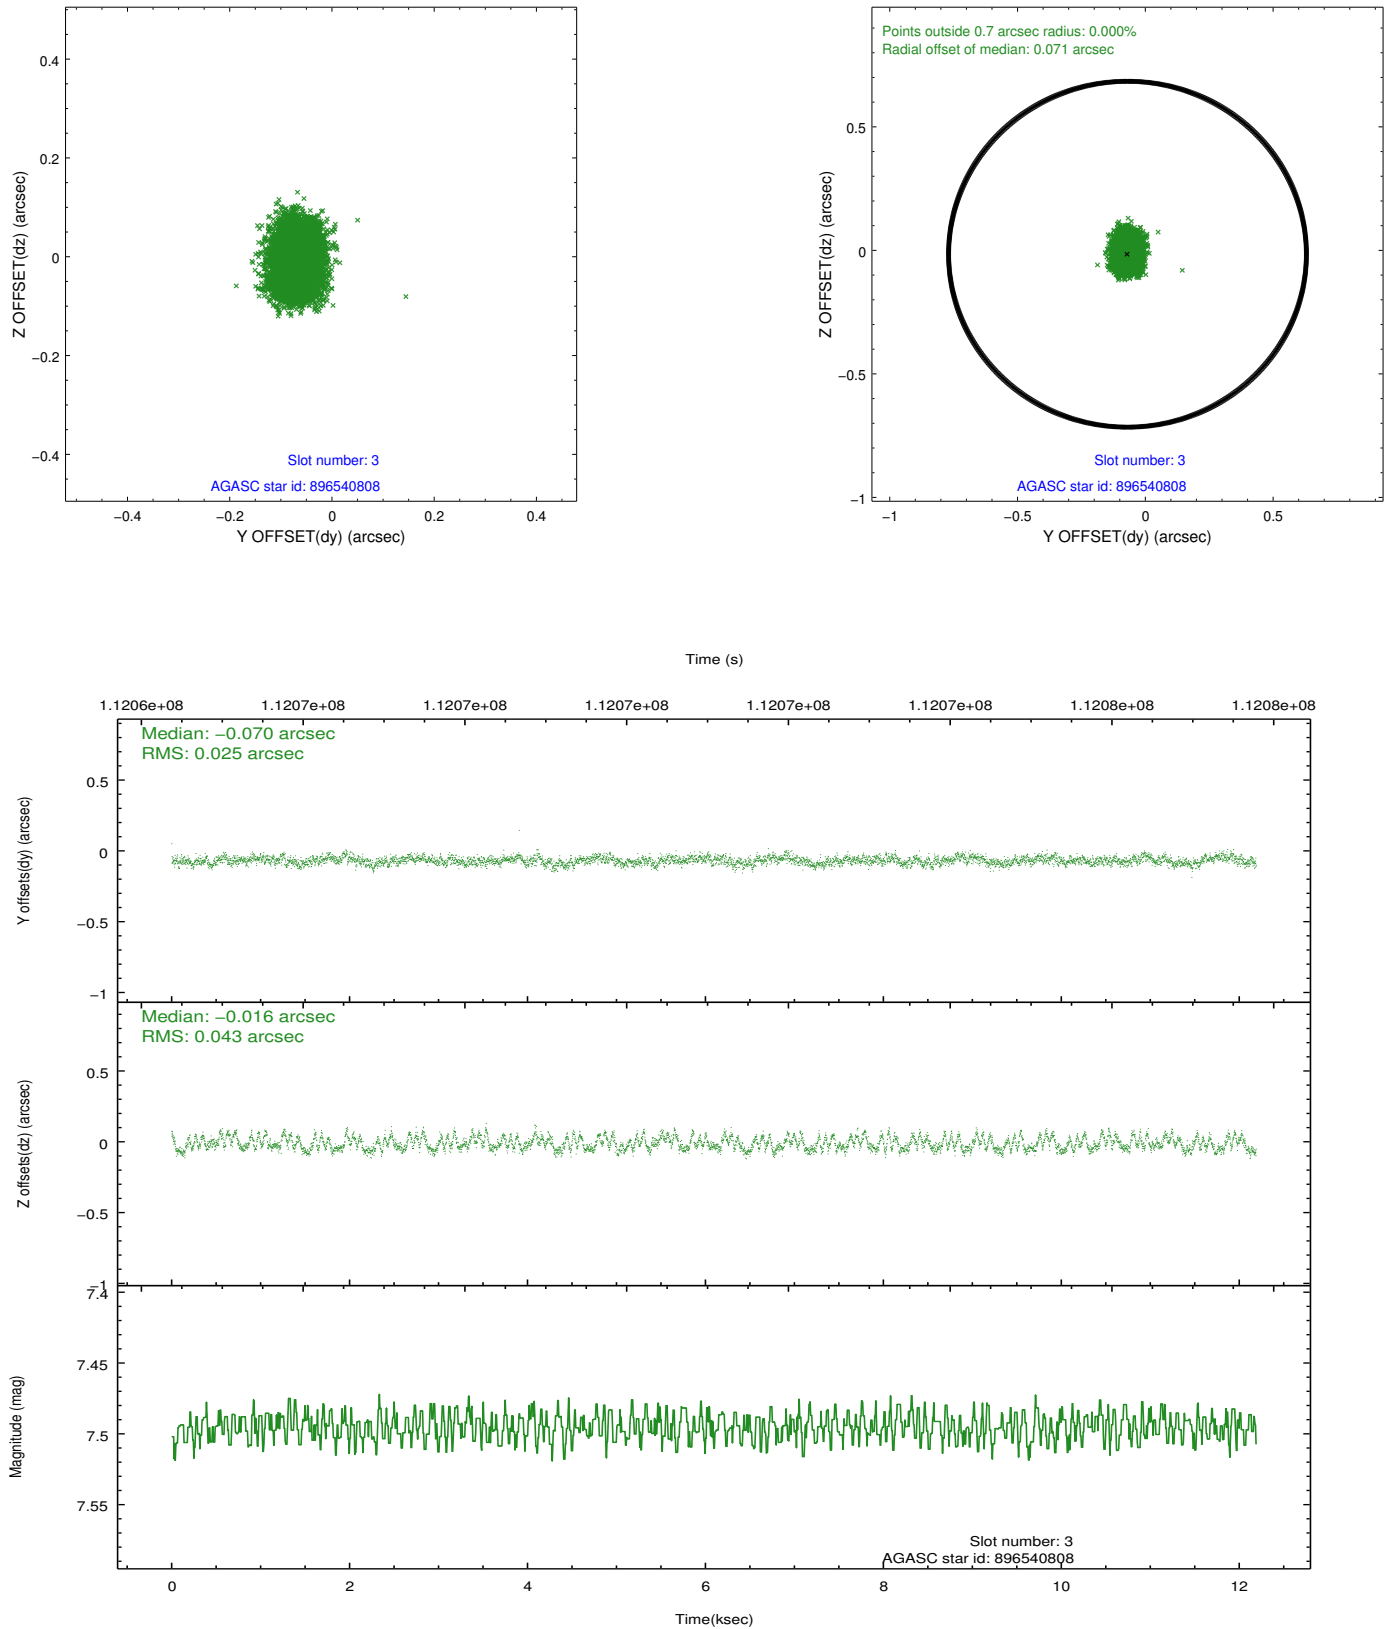 Z OFFSET(dz) (arcsec)
0.4
0.2
0
−0.2
−0.4
Slot number: 3
AGASC star id: 896540808
−0.4 −0.2 0 0.2 0.4
Y OFFSET(dy) (arcsec)
Points outside 0.7 arcsec radius: 0.000%
Radial offset of median: 0.071 arcsec
Z OFFSET(dz) (arcsec)
0.5
0
−0.5
−1
Slot number: 3
AGASC star id: 896540808
−1 −0.5 0 0.5
Y OFFSET(dy) (arcsec)
Time (s)
1.1206e+08 1.1207e+08 1.1207e+08 1.1207e+08 1.1207e+08 1.1207e+08 1.1208e+08 1.1208e+08
Median: −0.070 arcsec
RMS: 0.025 arcsec
Y offsets(dy) (arcsec)
0.5
0
−0.5
−1
Median: −0.016 arcsec
RMS: 0.043 arcsec
Z offsets(dz) (arcsec)
0.5
0
−0.5
−1
Magnitude (mag)
7.4
7.45
7.5
7.55
Slot number: 3
AGASC star id: 896540808
0 2 4 6 8 10 12
Time(ksec)